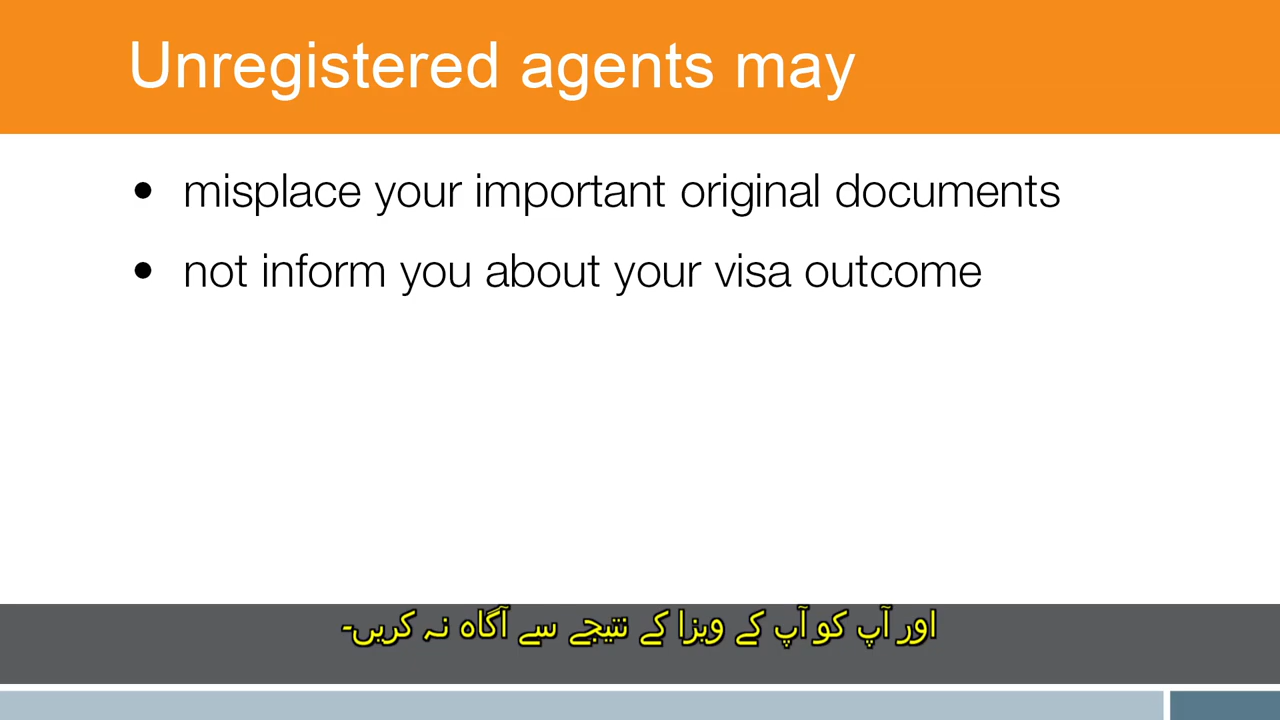 Unregistered agents may
• misplace your important original documents
• not inform you about your visa outcome
اور آپ کو آپ کے ویزا کے نتیجے سے آگاہ نہ کریں-